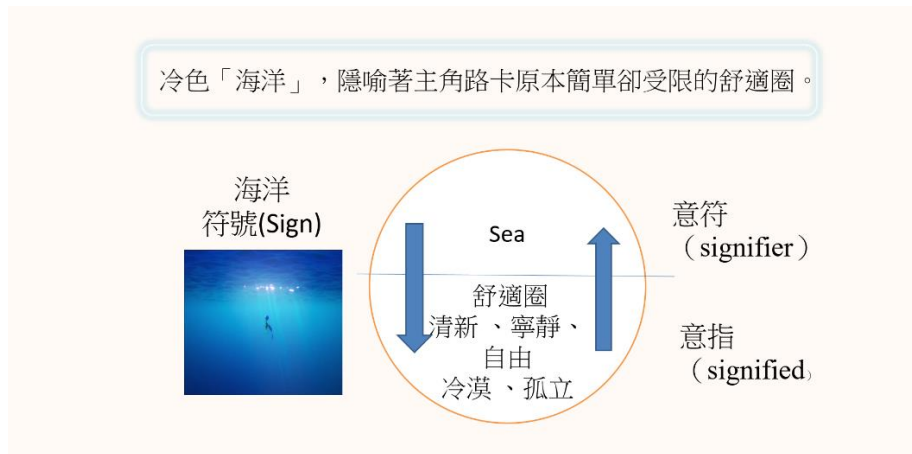 冷色「海洋」，隱喻著主角路卡原本簡單卻受限的舒適圈。
海洋
符號(Sign)
Sea
舒適圈
清新、寧靜、
自由
冷漠、孤立
意符
（signifier）
意指
（signified）